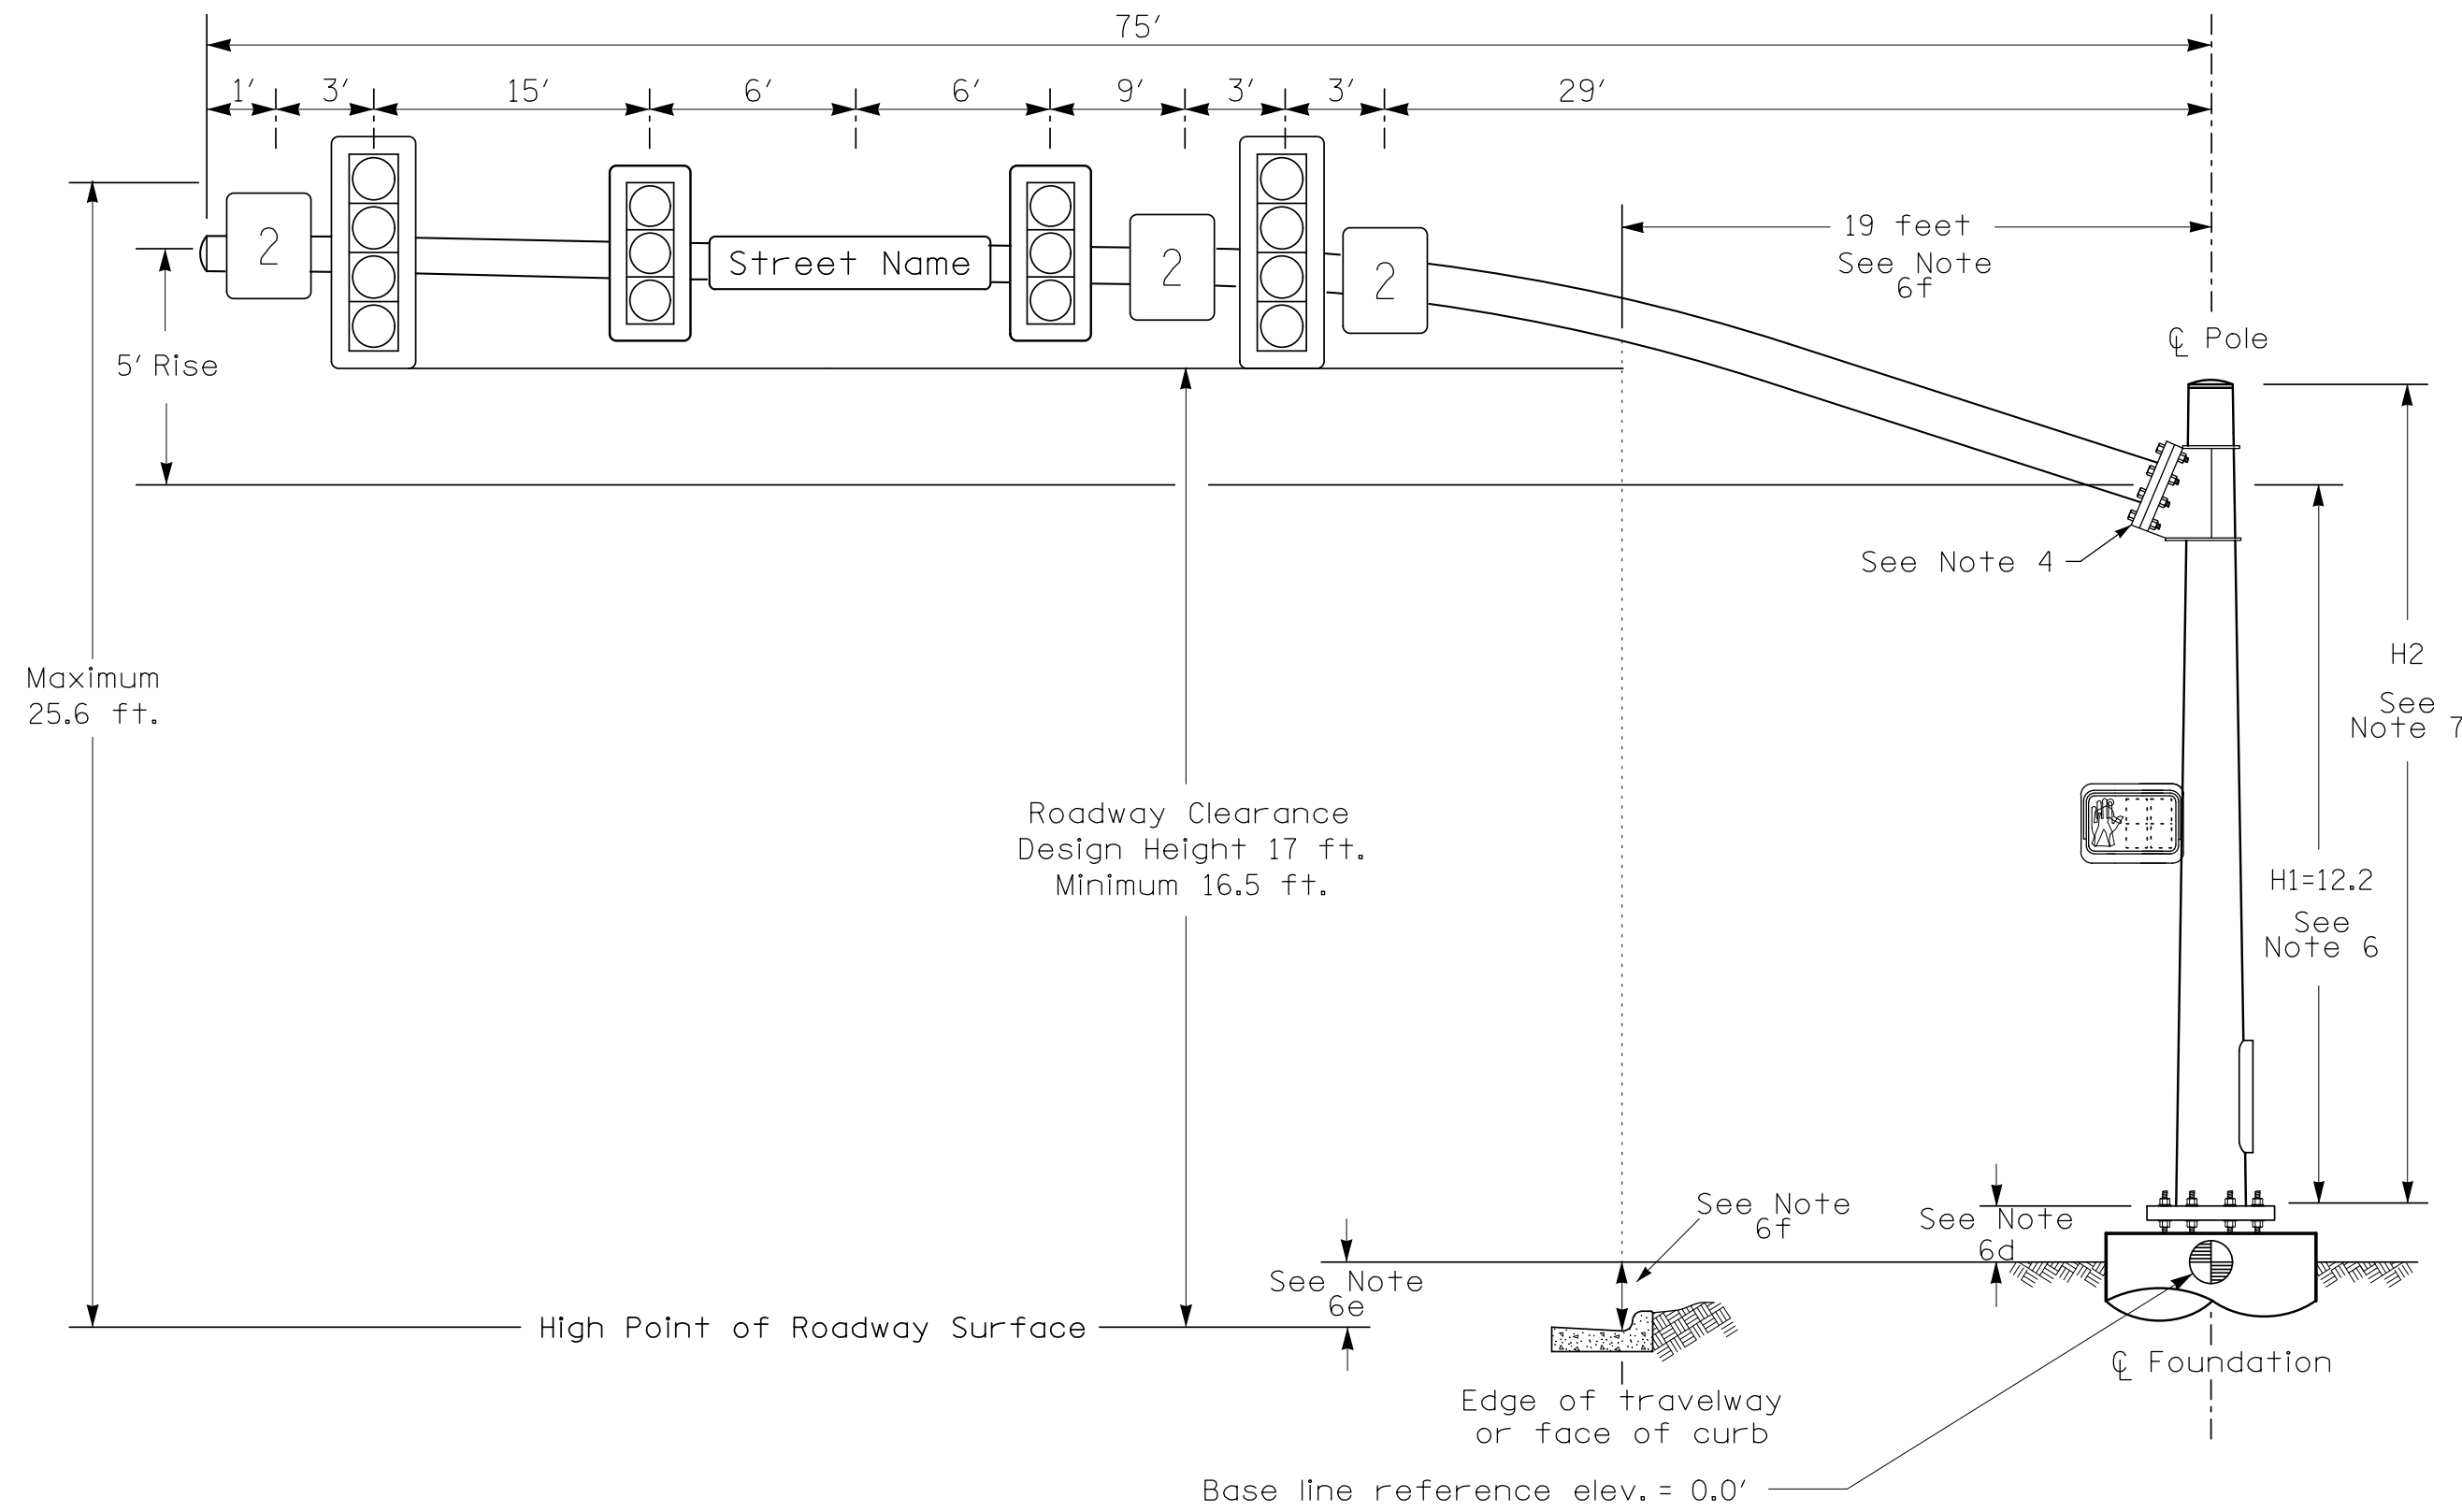 75'
1' 3' 15' 6' 6' 9' 3' 3' 29'
2
Street Name
2
2
19 feet
See Note
6f
℄ Pole
5' Rise
See Note 4
Maximum
25.6 ft.
H2
See
Note 7
Roadway Clearance
Design Height 17 ft.
Minimum 16.5 ft.
H1=12.2
See
Note 6
See Note
6f
See Note
6d
See Note
6e
High Point of Roadway Surface
℄ Foundation
Edge of travelway
or face of curb
Base line reference elev. = 0.0'